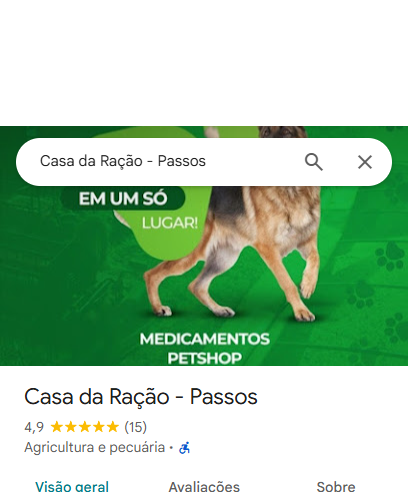 Casa da Ração - Passos
EM UM SÓ
LUGAR!
MEDICAMENTOS
PETSHOP
Casa da Ração - Passos
4,9 (15)
Agricultura e pecuária ·
Visão geral Avaliações Sobre